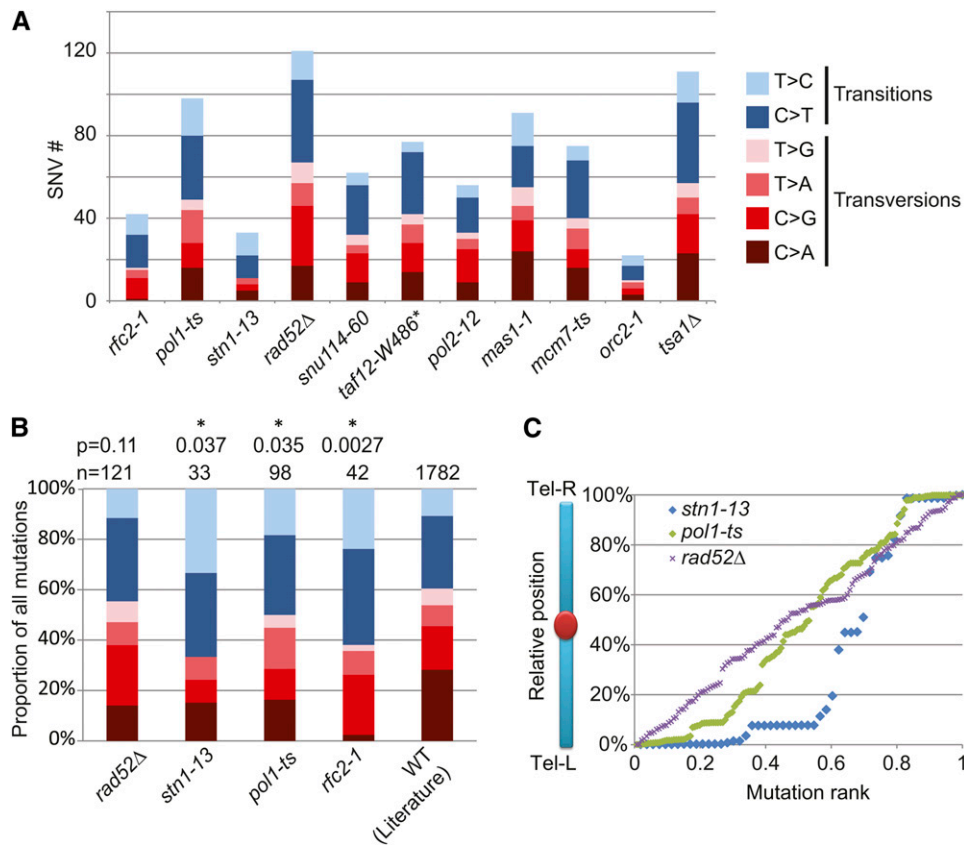 A
120
80
40
0
SNV #
rfc2-1
pol1-ts
stn1-13
rad52Δ
snu114-60
taf12-W486*
pol2-12
mas1-1
mcm7-ts
orc2-1
tsa1Δ
T>C
C>T
Transitions
T>G
T>A
C>G
C>A
Transversions
B
* * *
p=0.11 0.037 0.035 0.0027
n=121 33 98 42 1782
100%
80%
60%
40%
20%
0%
Proportion of all mutations
rad52Δ
stn1-13
pol1-ts
rfc2-1
WT
(Literature)
C
Tel-R
Tel-L
Relative position
100%
80%
60%
40%
20%
0%
stn1-13
pol1-ts
rad52Δ
0 0.2 0.4 0.6 0.8 1
Mutation rank